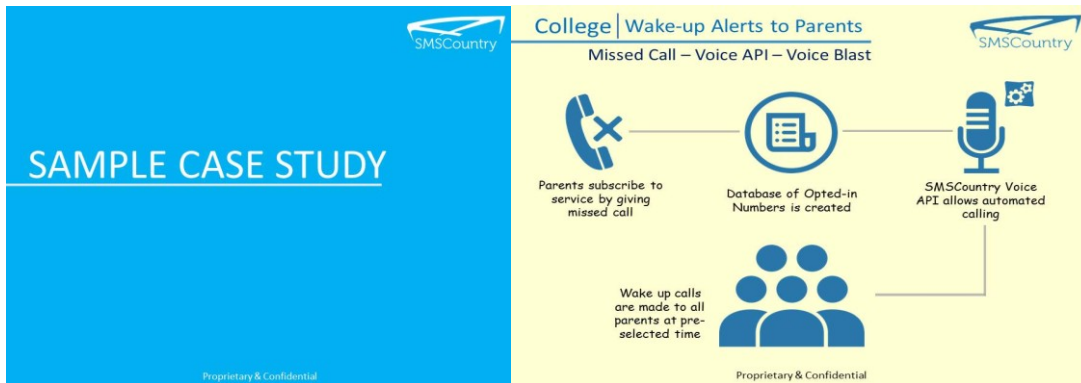 SMSCountry
SAMPLE CASE STUDY
Proprietary & Confidential
College | Wake-up Alerts to Parents
SMSCountry
Missed Call – Voice API – Voice Blast
Parents subscribe to
service by giving
missed call
Database of Opted-in
Numbers is created
SMSCountry Voice
API allows automated
calling
Wake up calls
are made to all
parents at pre-
selected time
Proprietary & Confidential